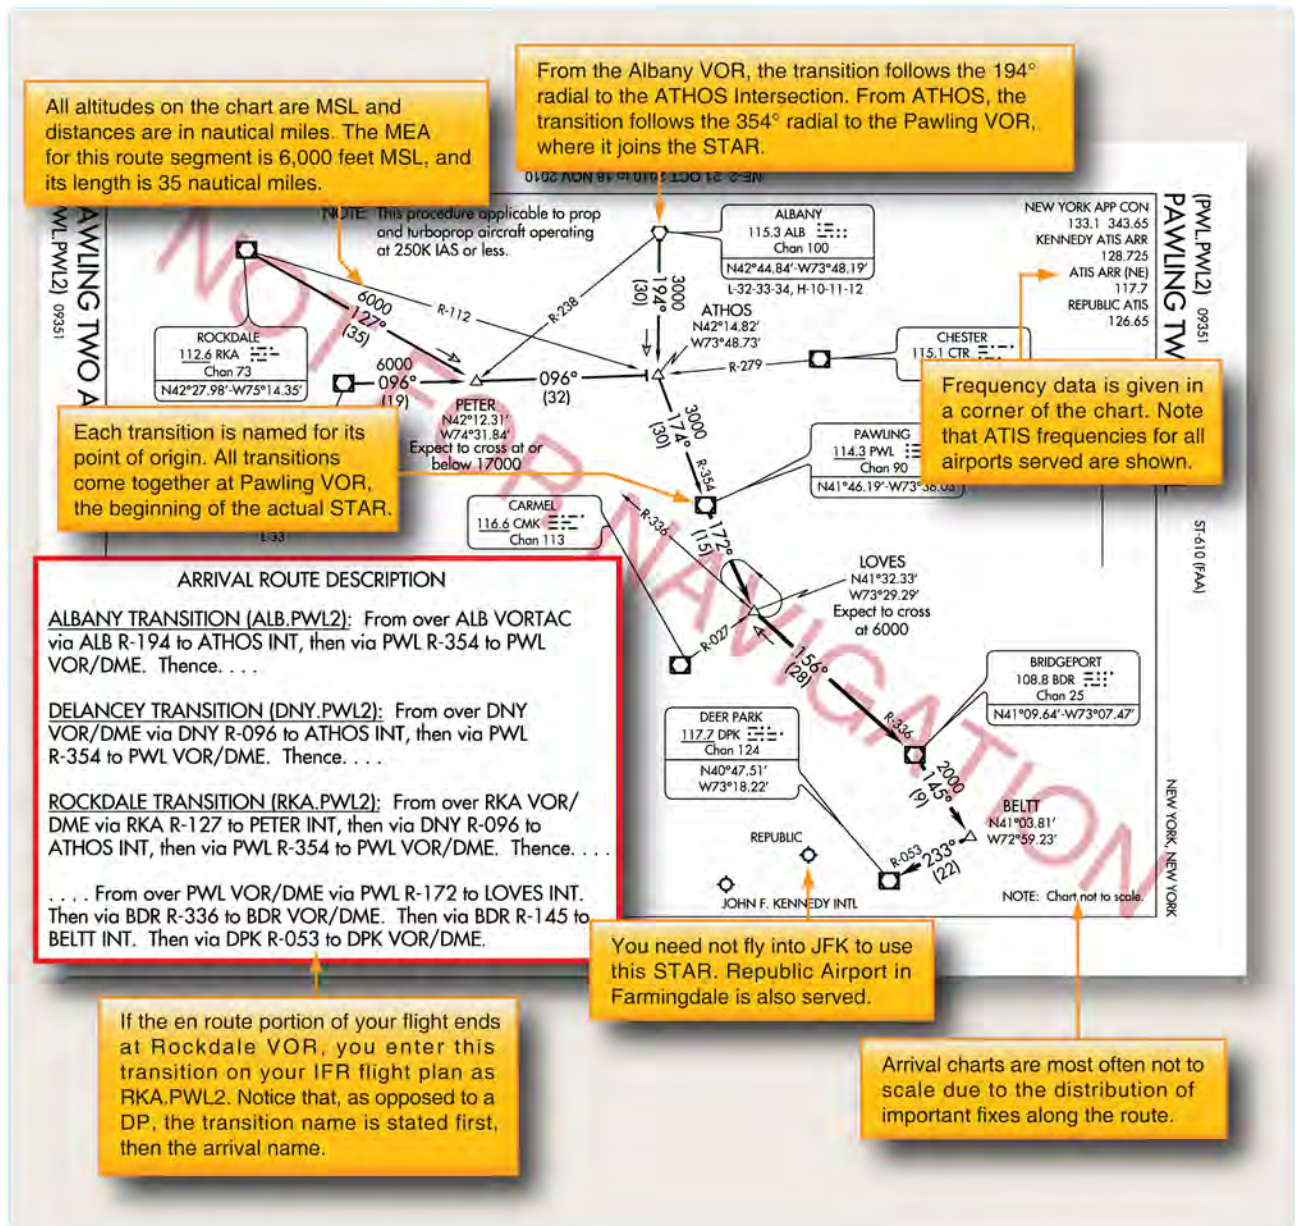 All altitudes on the chart are MSL and
distances are in nautical miles. The MEA
for this route segment is 6,000 feet MSL, and
its length is 35 nautical miles.
From the Albany VOR, the transition follows the 194°
radial to the ATHOS Intersection. From ATHOS, the
transition follows the 354° radial to the Pawling VOR,
where it joins the STAR.
NE-2, 21 OCT 2010 to 18 NOV 2010
NOTE: This procedure applicable to prop
and turboprop aircraft operating
at 250K IAS or less.
ALBANY
115.3 ALB
Chan 100
N42°44.84'-W73°48.19'
L-32-33-34, H-10-11-12
NEW YORK APP CON
133.1 343.65
KENNEDY ATIS ARR
128.725
ATIS ARR (NE)
117.7
REPUBLIC ATIS
126.65
(PWL.PWL2) 09351
PAWLING TW
ST-610 (FAA)
NEW YORK, NEW YORK
AWLING TWO A
WL.PWL2) 09351
ROCKDALE
112.6 RKA
Chan 73
N42°27.98'-W75°14.35'
6000
127°
(35)
R-112
R-238
3000
194°
(30)
ATHOS
N42°14.82'
W73°48.73'
CHESTER
115.1 CTR
R-279
6000
096°
(19)
096°
(32)
PETER
N42°12.31'
W74°31.84'
Expect to cross at or
below 17000
3000
174°
(30)
R-354
PAWLING
114.3 PWL
Chan 90
N41°46.19'-W73°36.03'
Frequency data is given in
a corner of the chart. Note
that ATIS frequencies for all
airports served are shown.
Each transition is named for its
point of origin. All transitions
come together at Pawling VOR,
the beginning of the actual STAR.
L-33
CARMEL
116.6 CMK
Chan 113
R-336
172°
(15)
LOVES
N41°32.33'
W73°29.29'
Expect to cross
at 6000
R-027
156°
(28)
R-336
BRIDGEPORT
108.8 BDR
Chan 25
N41°09.64'-W73°07.47'
DEER PARK
117.7 DPK
Chan 124
N40°47.51'
W73°18.22'
2000
145°
(9)
BELTT
N41°03.81'
W72°59.23'
R-053
233°
(22)
REPUBLIC
JOHN F. KENNEDY INTL
NOTE: Chart not to scale.
NOT FOR NAVIGATION
ARRIVAL ROUTE DESCRIPTION
ALBANY TRANSITION (ALB.PWL2): From over ALB VORTAC
via ALB R-194 to ATHOS INT, then via PWL R-354 to PWL
VOR/DME. Thence. . . .
DELANCEY TRANSITION (DNY.PWL2): From over DNY
VOR/DME via DNY R-096 to ATHOS INT, then via PWL
R-354 to PWL VOR/DME. Thence. . . .
ROCKDALE TRANSITION (RKA.PWL2): From over RKA VOR/
DME via RKA R-127 to PETER INT, then via DNY R-096 to
ATHOS INT, then via PWL R-354 to PWL VOR/DME. Thence. . . .
. . . . From over PWL VOR/DME via PWL R-172 to LOVES INT.
Then via BDR R-336 to BDR VOR/DME. Then via BDR R-145 to
BELTT INT. Then via DPK R-053 to DPK VOR/DME.
You need not fly into JFK to use
this STAR. Republic Airport in
Farmingdale is also served.
If the en route portion of your flight ends
at Rockdale VOR, you enter this
transition on your IFR flight plan as
RKA.PWL2. Notice that, as opposed to a
DP, the transition name is stated first,
then the arrival name.
Arrival charts are most often not to
scale due to the distribution of
important fixes along the route.